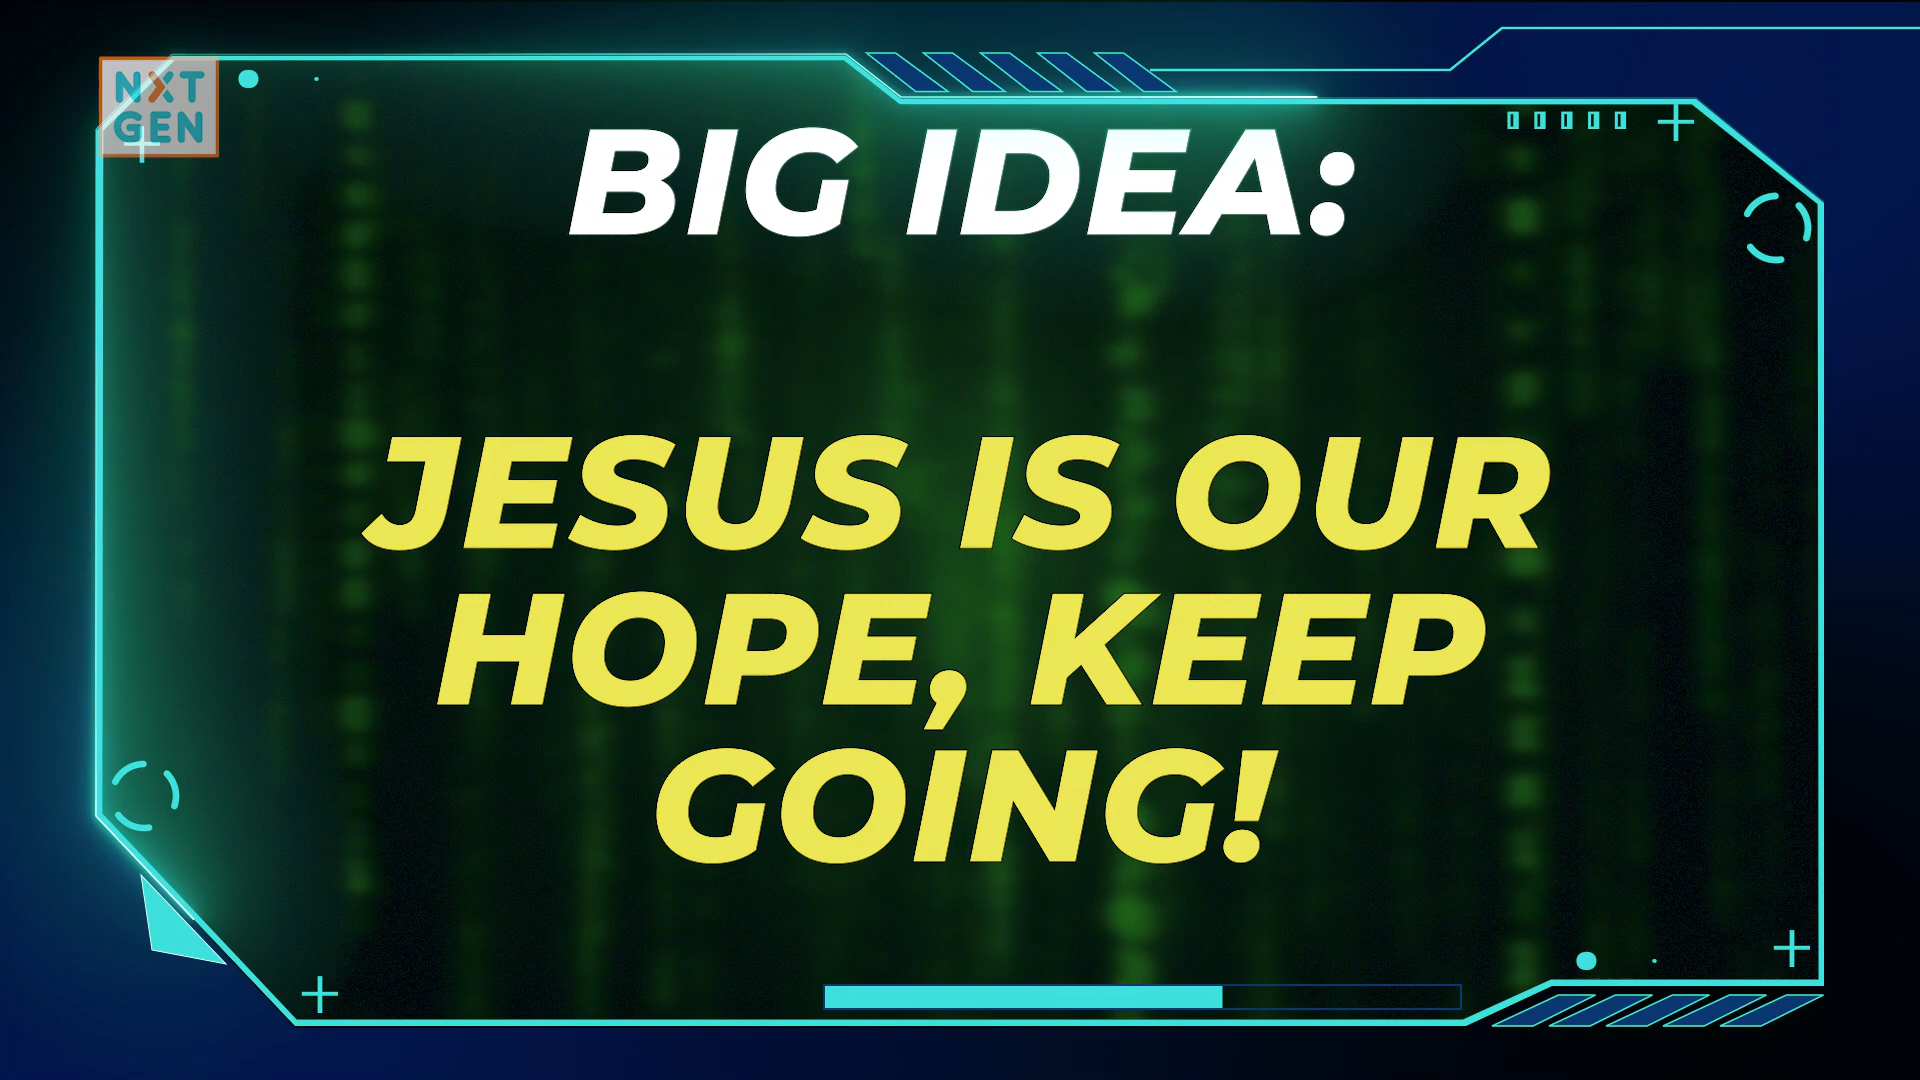 NXT
GEN
BIG IDEA:
JESUS IS OUR
HOPE, KEEP
GOING!